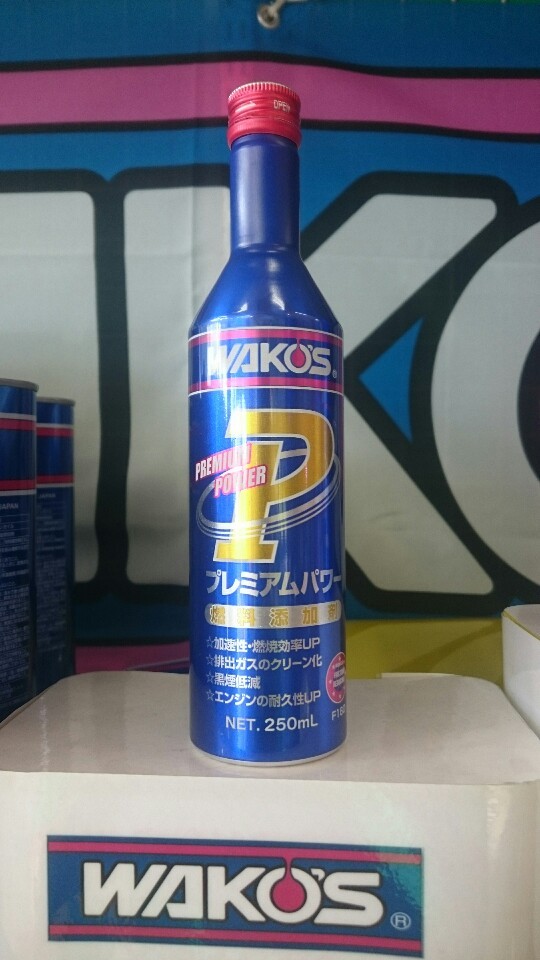 OPEN
WAKO'S®
PREMIUM
POWER
P
プレミアムパワー
燃料添加剤
☆加速性・燃焼効率UP
☆排出ガスのクリーン化
☆黒煙低減
☆エンジンの耐久性UP
NET. 250mL
JAPAN
WAKO'S®